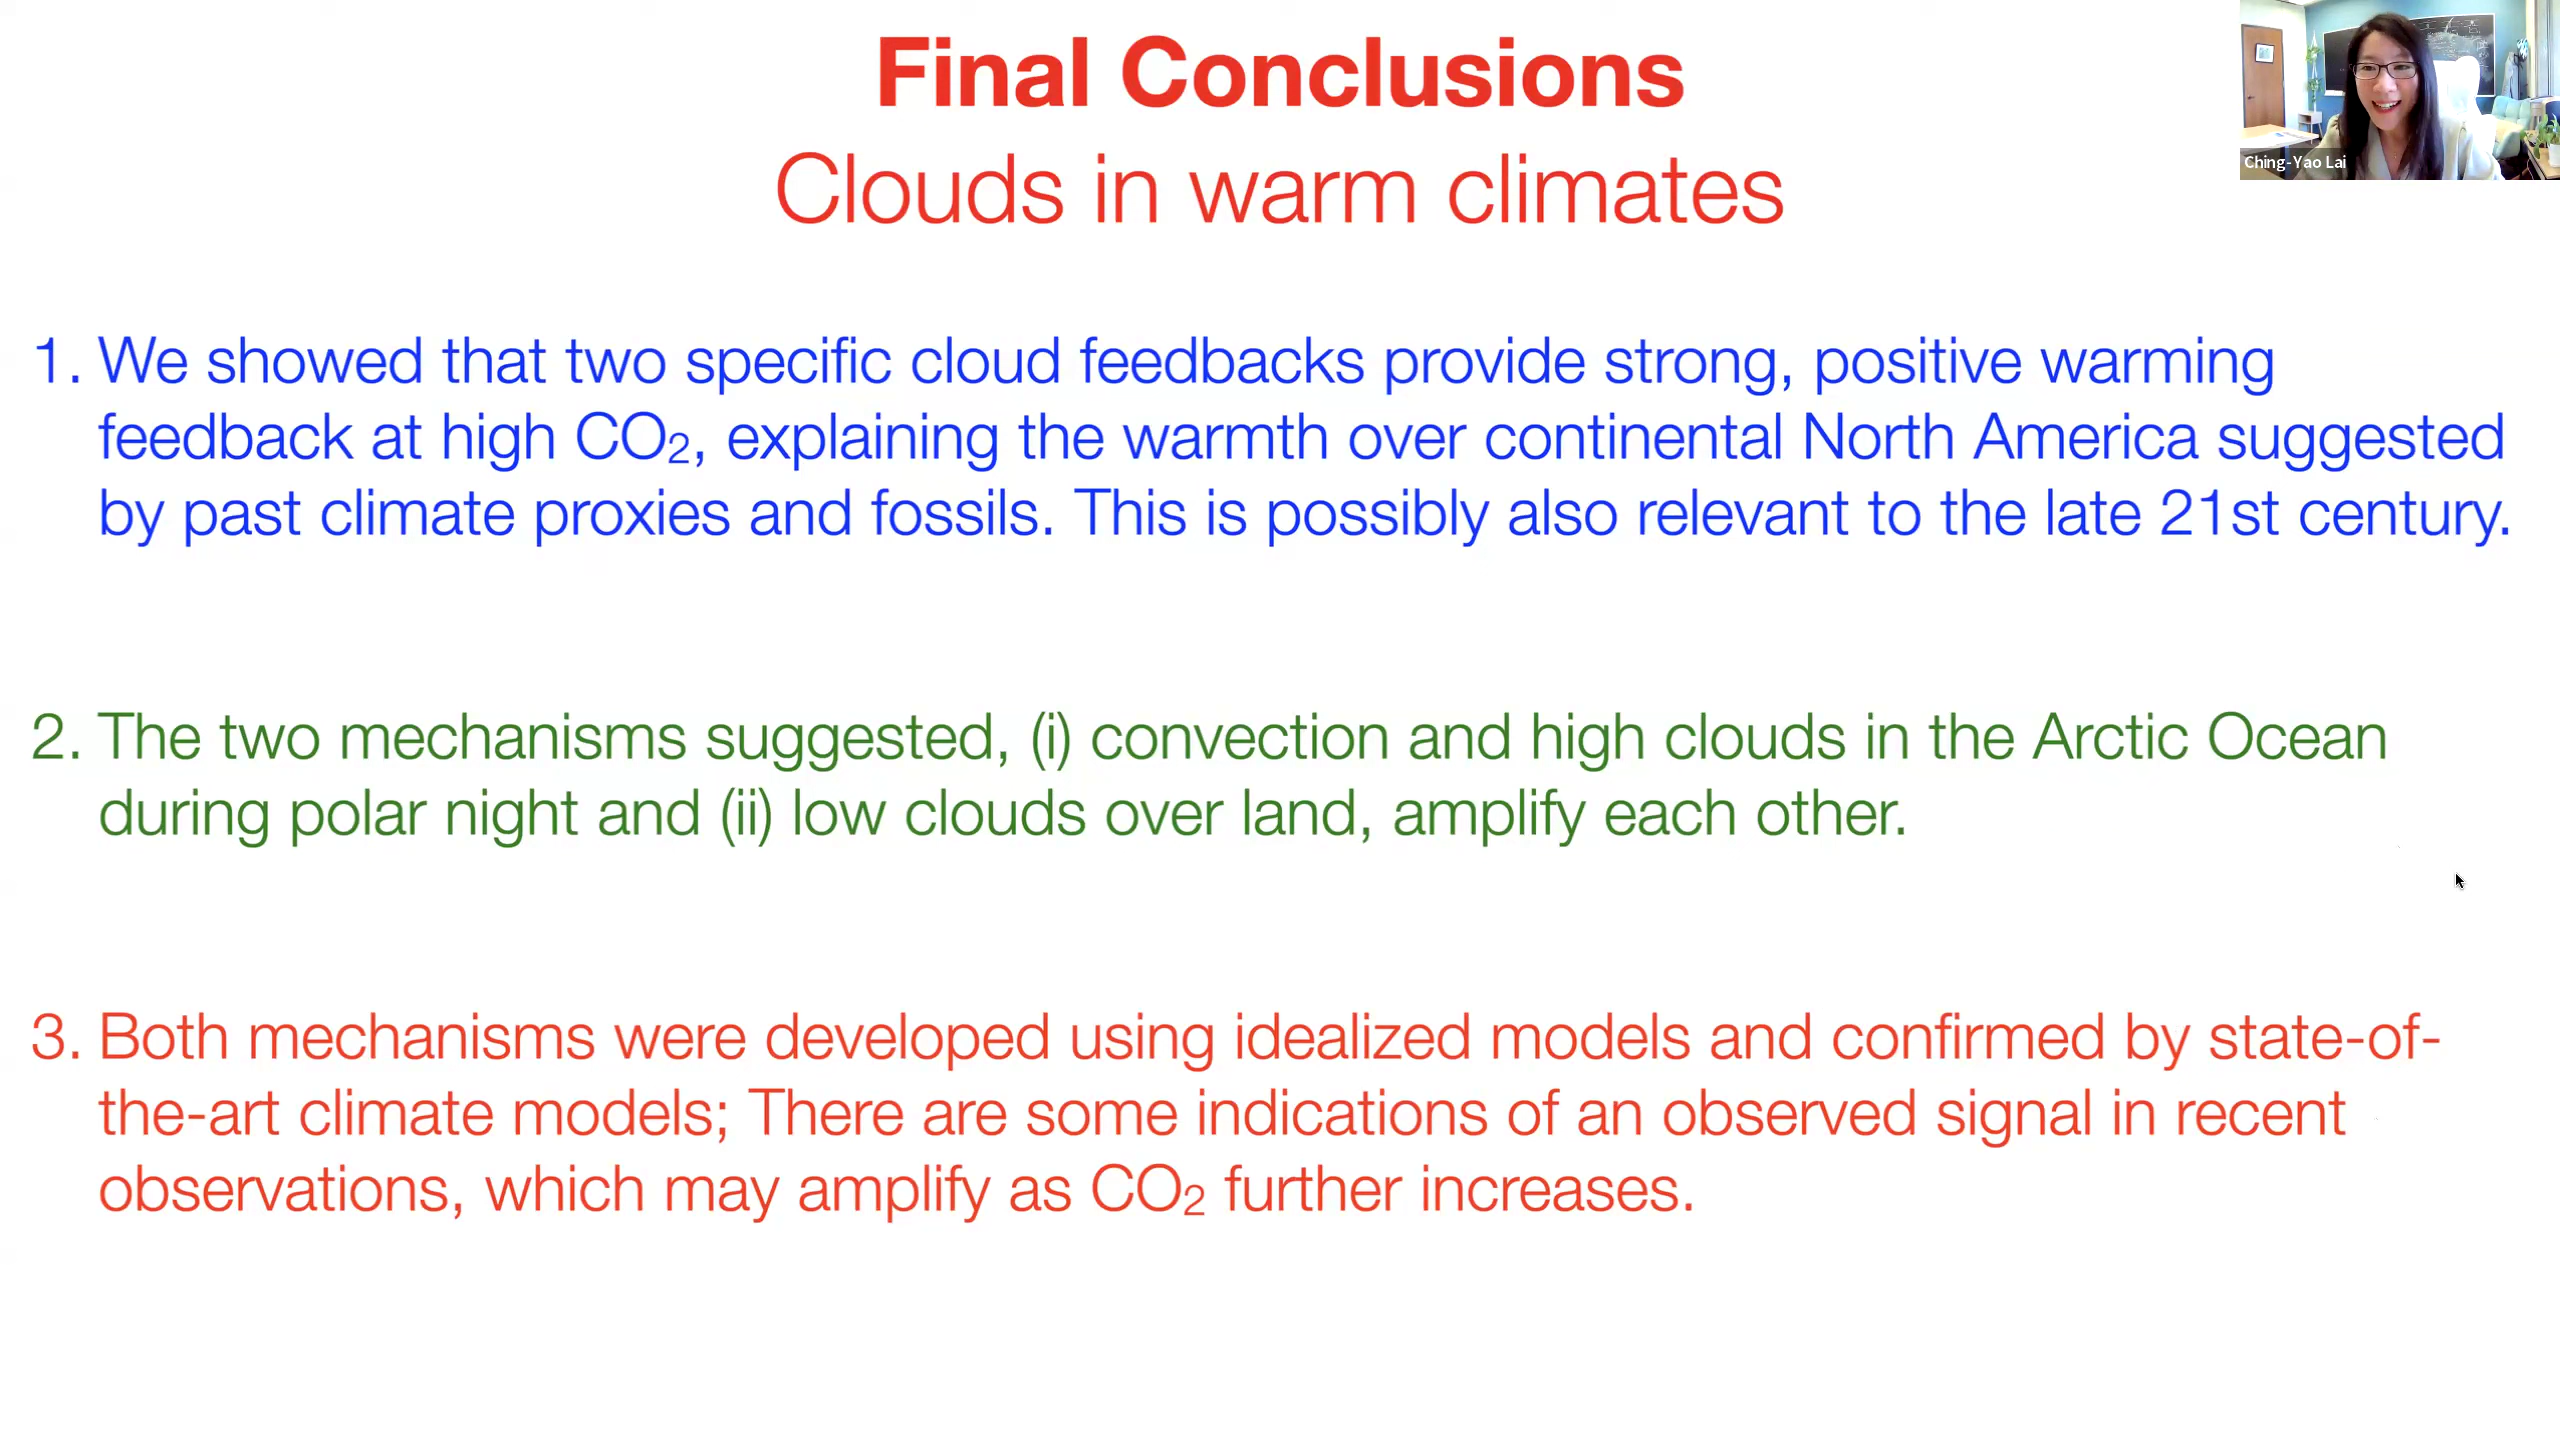 Final Conclusions
Clouds in warm climates
Ching-Yao Lai
1. We showed that two specific cloud feedbacks provide strong, positive warming
feedback at high CO₂, explaining the warmth over continental North America suggested
by past climate proxies and fossils. This is possibly also relevant to the late 21st century.
2. The two mechanisms suggested, (i) convection and high clouds in the Arctic Ocean
during polar night and (ii) low clouds over land, amplify each other.
3. Both mechanisms were developed using idealized models and confirmed by state-of-
the-art climate models; There are some indications of an observed signal in recent
observations, which may amplify as CO₂ further increases.